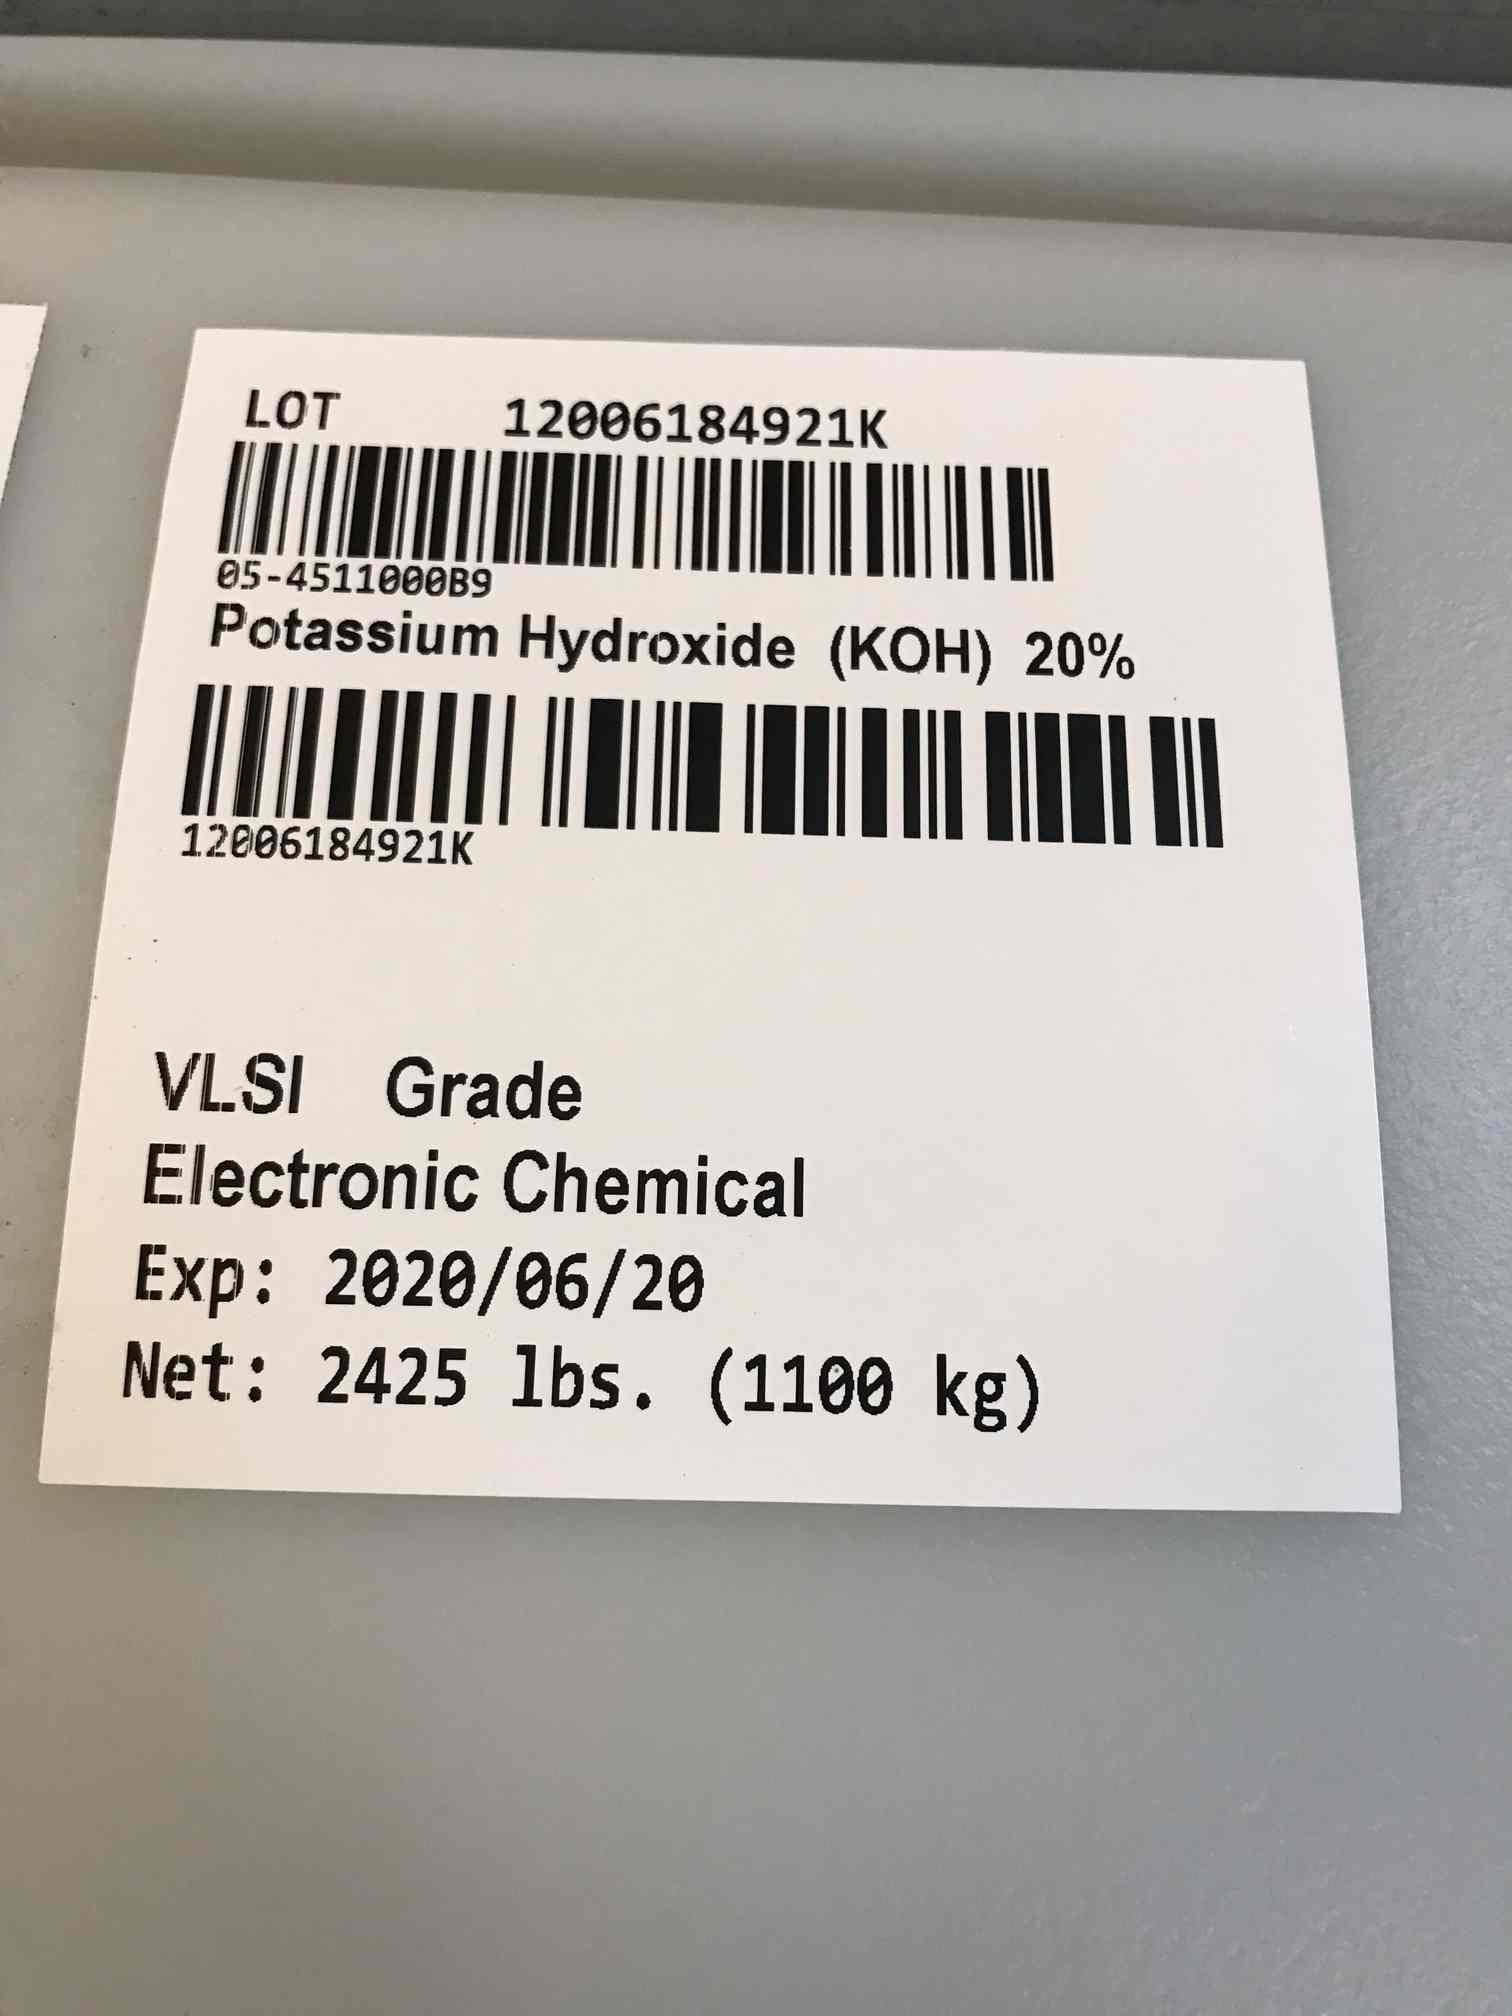 LOT 12006184921K
05-4511000B9
Potassium Hydroxide (KOH) 20%
12006184921K
VLSI Grade
Electronic Chemical
Exp: 2020/06/20
Net: 2425 lbs. (1100 kg)